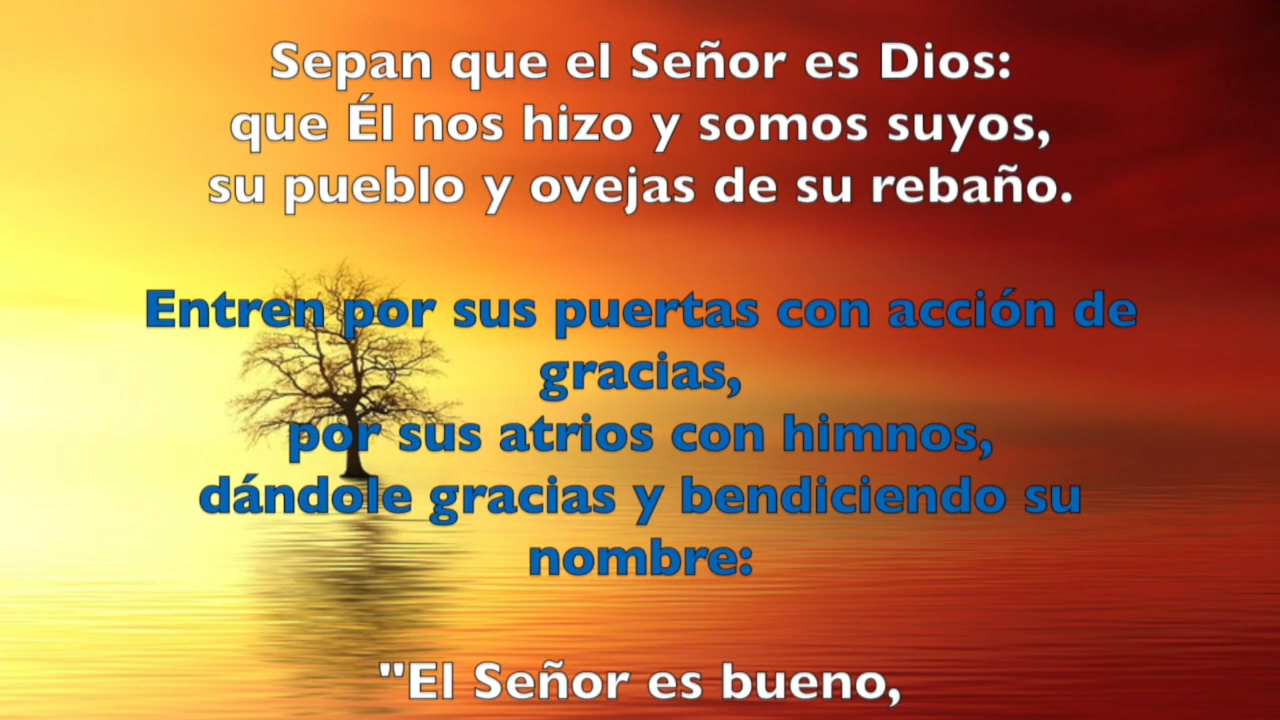 Sepan que el Señor es Dios:
que Él nos hizo y somos suyos,
su pueblo y ovejas de su rebaño.
Entren por sus puertas con acción de
gracias,
por sus atrios con himnos,
dándole gracias y bendiciendo su
nombre:
"El Señor es bueno,